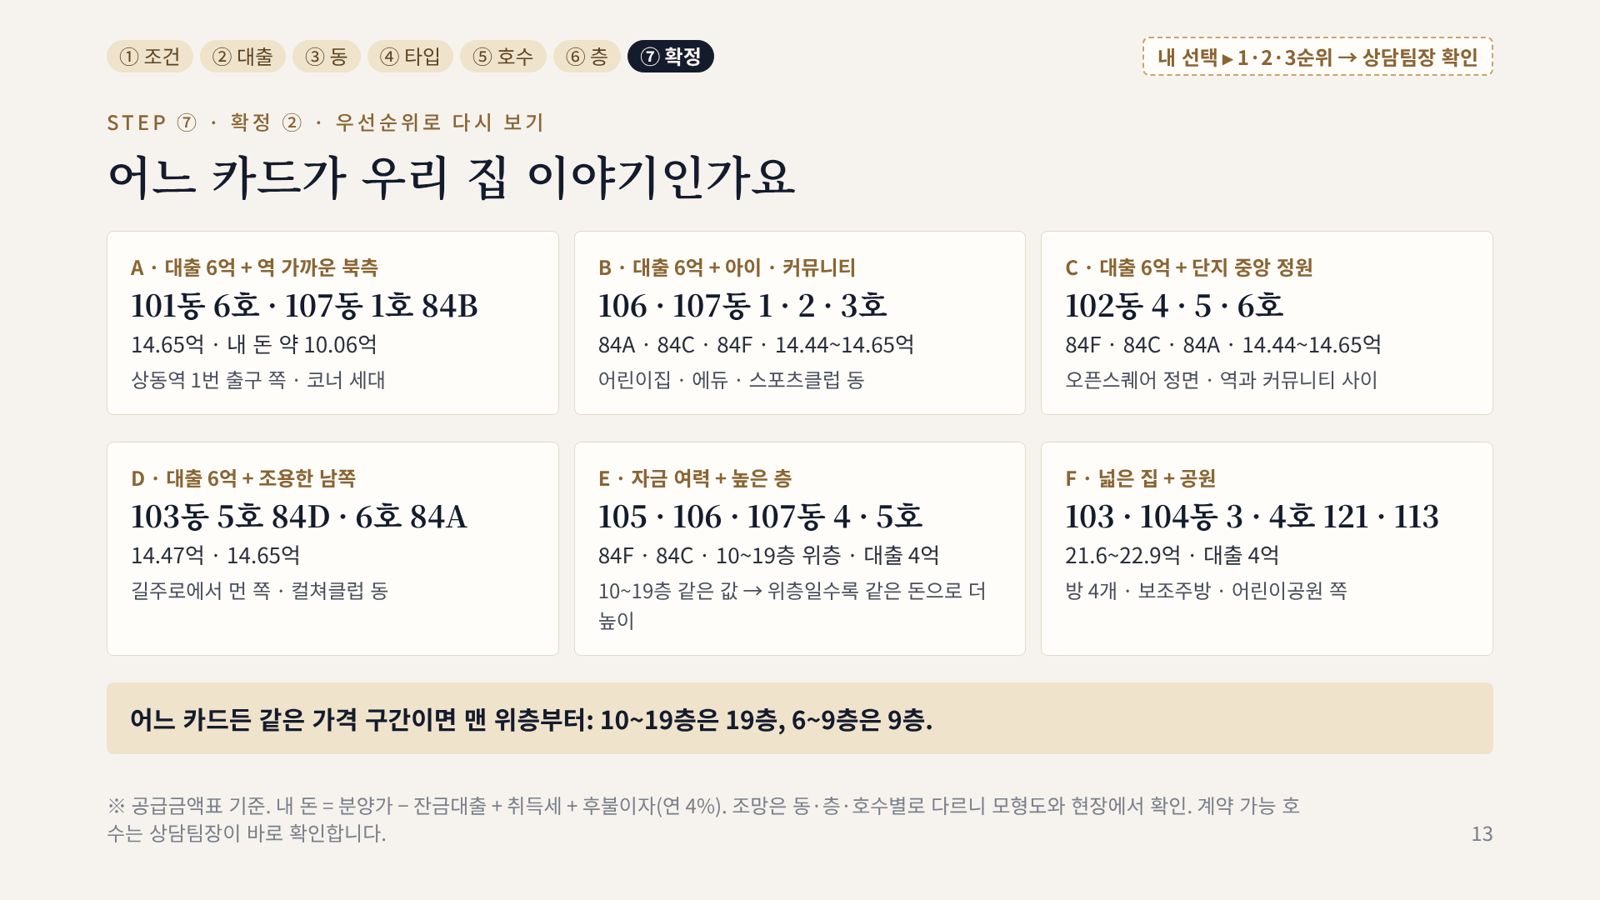 ① 조건 ② 대출 ③ 동 ④ 타입 ⑤ 호수 ⑥ 층 ⑦ 확정
내 선택 ▸ 1·2·3순위 → 상담팀장 확인
STEP ⑦ · 확정 ② · 우선순위로 다시 보기
어느 카드가 우리 집 이야기인가요
A · 대출 6억 + 역 가까운 북측
101동 6호 · 107동 1호 84B
14.65억 · 내 돈 약 10.06억
상동역 1번 출구 쪽 · 코너 세대
B · 대출 6억 + 아이 · 커뮤니티
106 · 107동 1 · 2 · 3호
84A · 84C · 84F · 14.44~14.65억
어린이집 · 에듀 · 스포츠클럽 동
C · 대출 6억 + 단지 중앙 정원
102동 4 · 5 · 6호
84F · 84C · 84A · 14.44~14.65억
오픈스퀘어 정면 · 역과 커뮤니티 사이
D · 대출 6억 + 조용한 남쪽
103동 5호 84D · 6호 84A
14.47억 · 14.65억
길주로에서 먼 쪽 · 컬쳐클럽 동
E · 자금 여력 + 높은 층
105 · 106 · 107동 4 · 5호
84F · 84C · 10~19층 위층 · 대출 4억
10~19층 같은 값 → 위층일수록 같은 돈으로 더
높이
F · 넓은 집 + 공원
103 · 104동 3 · 4호 121 · 113
21.6~22.9억 · 대출 4억
방 4개 · 보조주방 · 어린이공원 쪽
어느 카드든 같은 가격 구간이면 맨 위층부터: 10~19층은 19층, 6~9층은 9층.
※ 공급금액표 기준. 내 돈 = 분양가 − 잔금대출 + 취득세 + 후불이자(연 4%). 조망은 동·층·호수별로 다르니 모형도와 현장에서 확인. 계약 가능 호
수는 상담팀장이 바로 확인합니다.
13